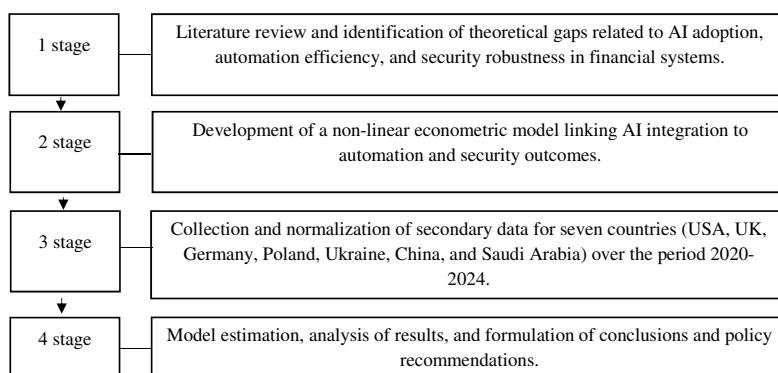 1 stage
Literature review and identification of theoretical gaps related to AI adoption,
automation efficiency, and security robustness in financial systems.
2 stage
Development of a non-linear econometric model linking AI integration to
automation and security outcomes.
3 stage
Collection and normalization of secondary data for seven countries (USA, UK,
Germany, Poland, Ukraine, China, and Saudi Arabia) over the period 2020-
2024.
4 stage
Model estimation, analysis of results, and formulation of conclusions and policy
recommendations.